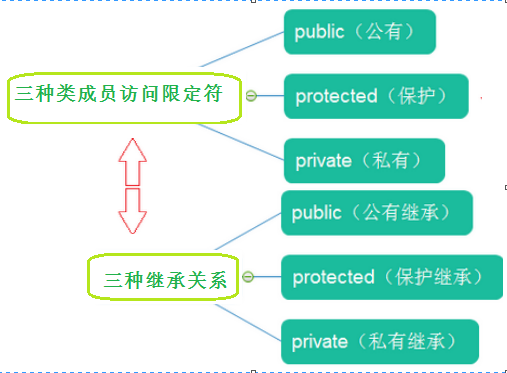 三种类成员访问限定符
public（公有）
protected（保护）
private（私有）
三种继承关系
public（公有继承）
protected（保护继承）
private（私有继承）